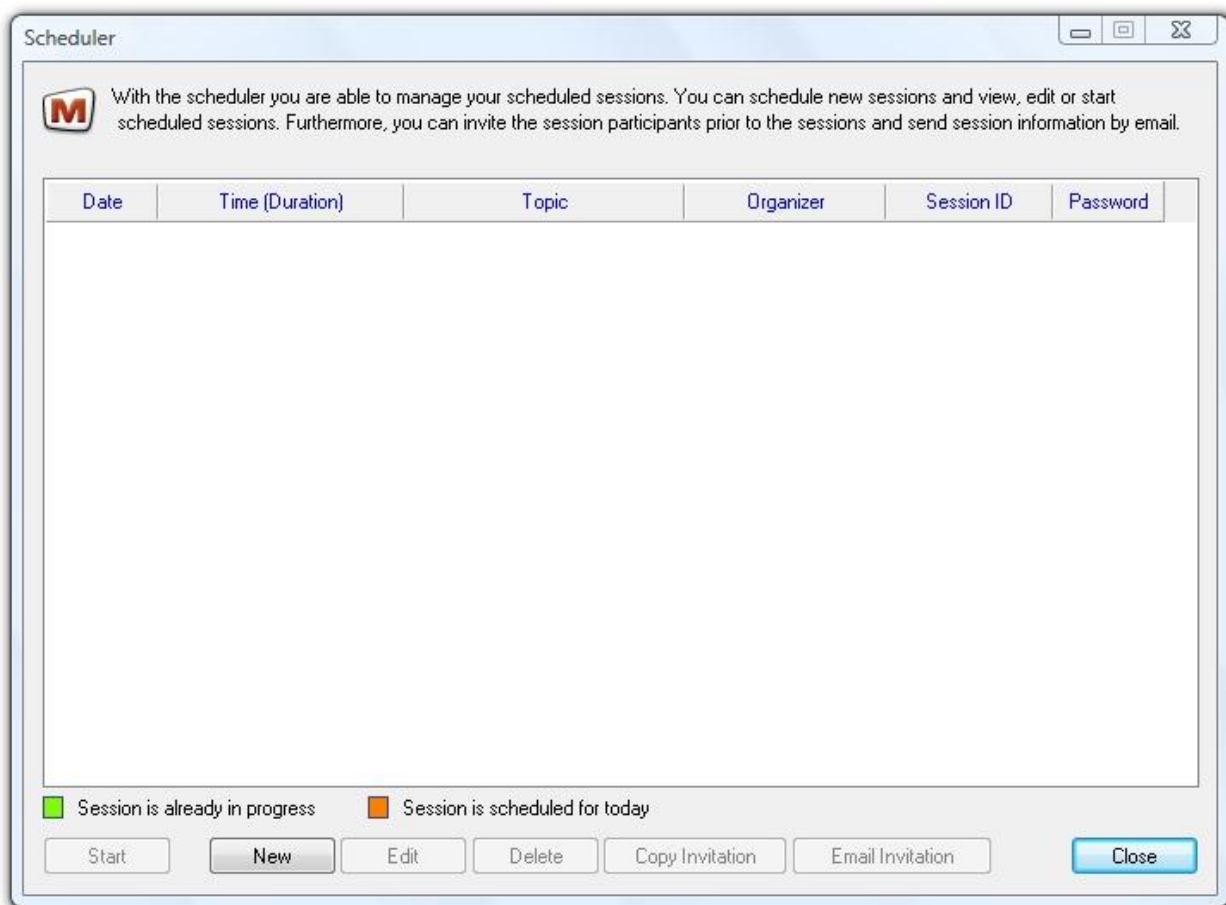 Scheduler
M
With the scheduler you are able to manage your scheduled sessions. You can schedule new sessions and view, edit or start
scheduled sessions. Furthermore, you can invite the session participants prior to the sessions and send session information by email.
Date Time (Duration) Topic Organizer Session ID Password
Session is already in progress Session is scheduled for today
Start New Edit Delete Copy Invitation Email Invitation Close